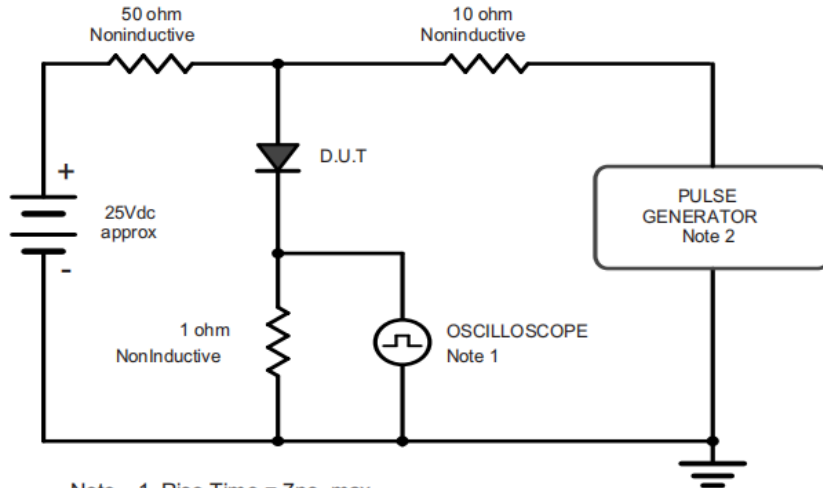 50 ohm
Noninductive
10 ohm
Noninductive
D.U.T
+
25Vdc
approx
-
PULSE
GENERATOR
Note 2
1 ohm
NonInductive
OSCILLOSCOPE
Note 1